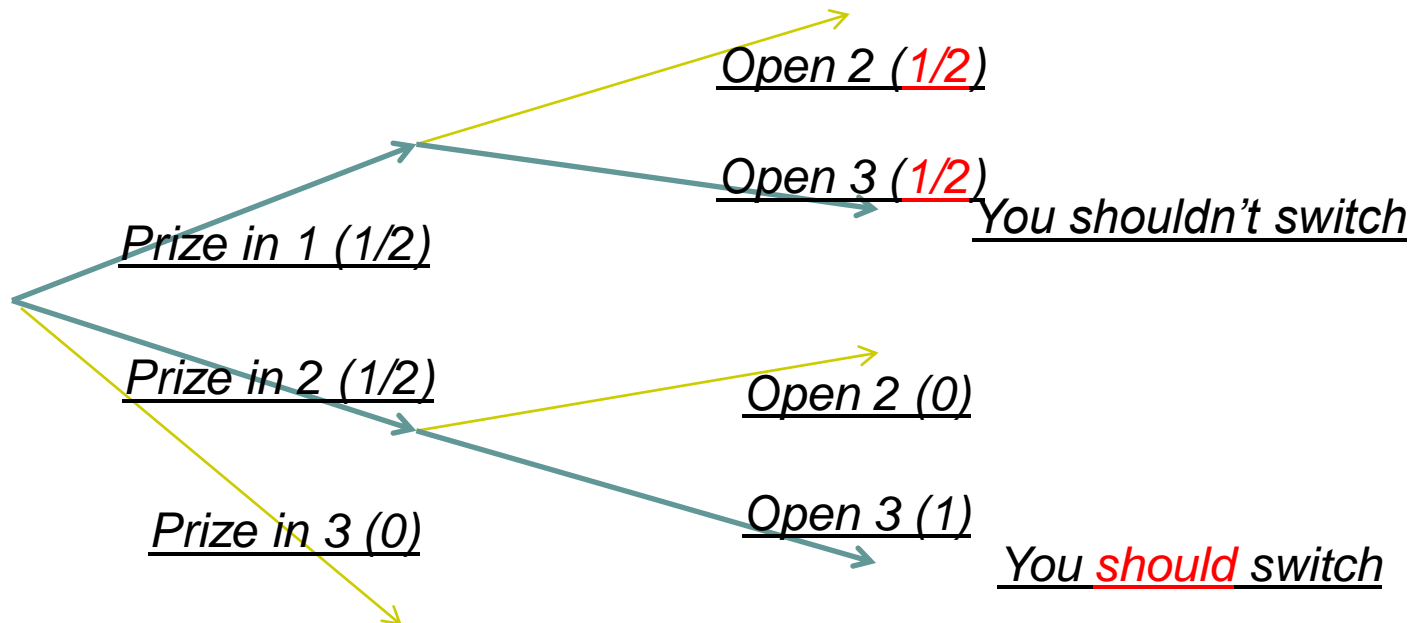 Open 2 (1/2)
Open 3 (1/2)
You shouldn’t switch
Prize in 1 (1/2)
Prize in 2 (1/2)
Open 2 (0)
Open 3 (1)
Prize in 3 (0)
You should switch